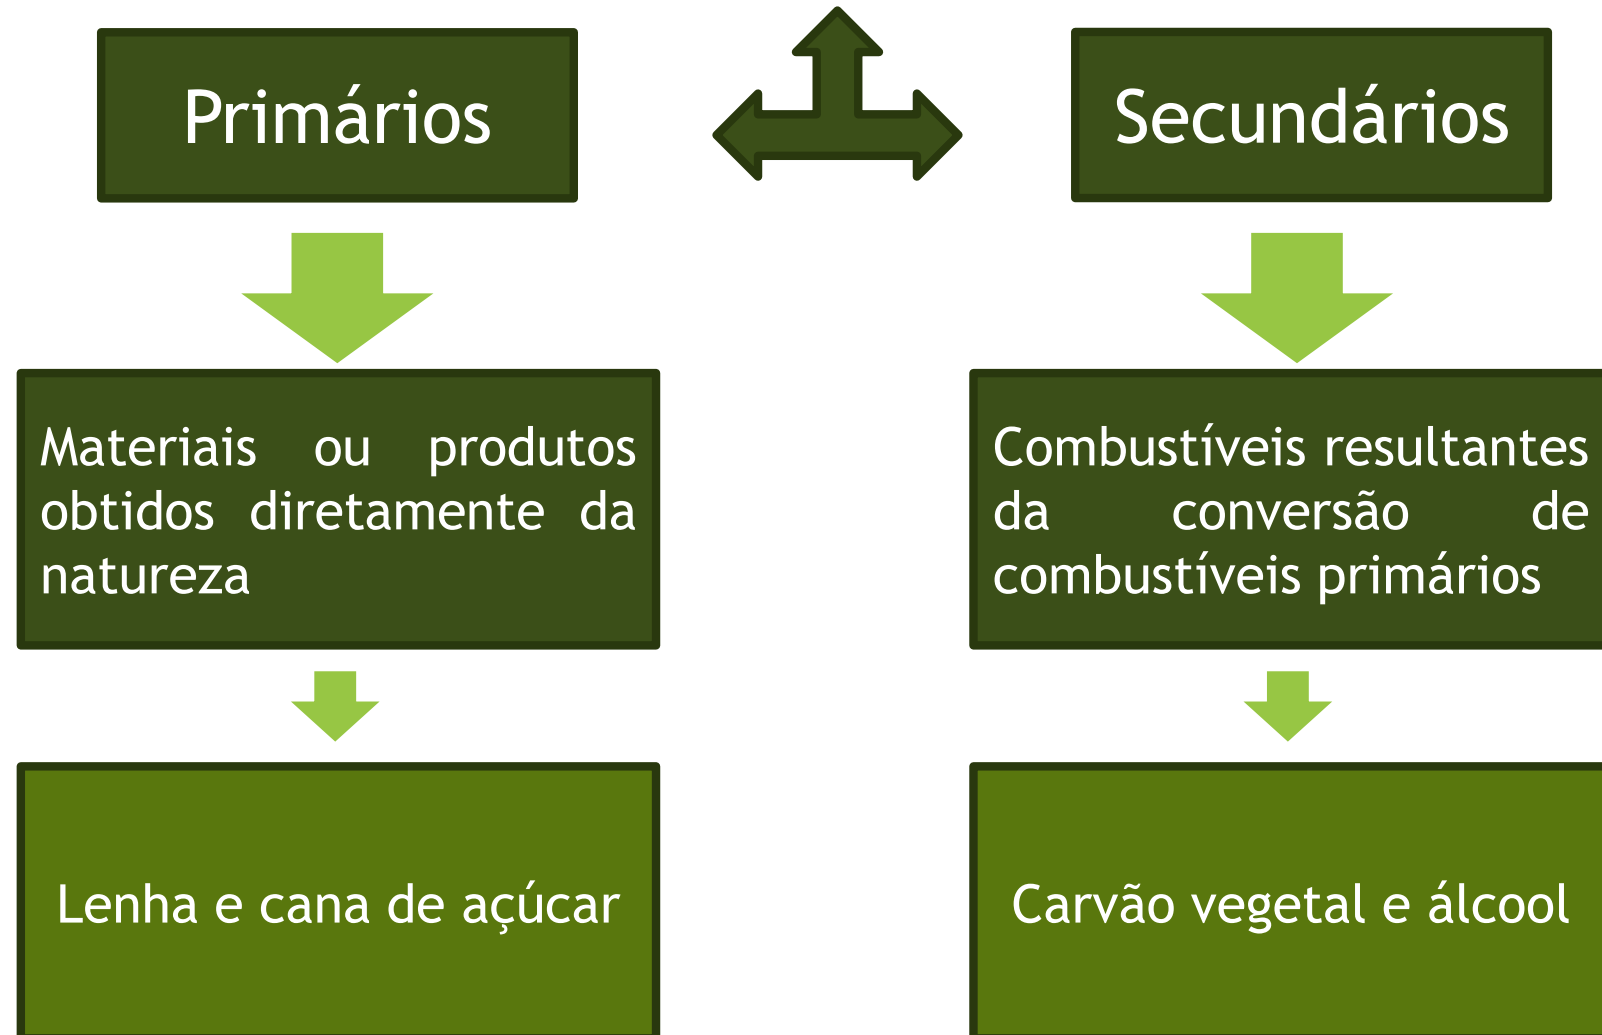 Primários
Secundários
Materiais ou produtos
obtidos diretamente da
natureza
Combustíveis resultantes
da conversão de
combustíveis primários
Lenha e cana de açúcar
Carvão vegetal e álcool